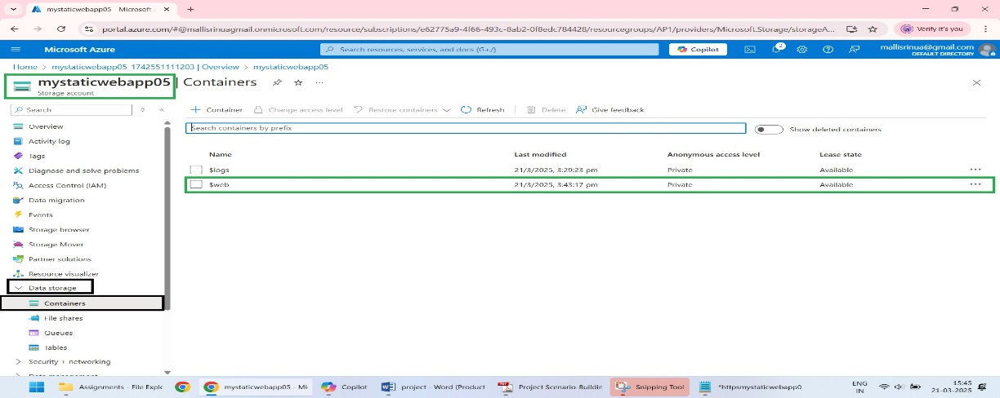 mystaticwebapp05 - Microsoft
portal.azure.com/#@mallisrinuagmail.onmicrosoft.com/resource/subscriptions/e62775a9-4f66-493c-8ab2-0f8edc784428/resourcegroups/AP1/providers/Microsoft.Storage/storageA...
Verify it's you
Microsoft Azure
Search resources, services, and docs (G+/)
Copilot
2
mallisrinua@gmail.com
DEFAULT DIRECTORY
Home > mystaticwebapp05_1742551111203 | Overview > mystaticwebapp05
mystaticwebapp05 | Containers
Storage account
Search
Container
Change access level
Restore containers
Refresh
Delete
Give feedback
Search containers by prefix
Show deleted containers
Name Last modified Anonymous access level Lease state
$logs 21/3/2025, 3:29:23 pm Private Available
$web 21/3/2025, 3:43:17 pm Private Available
Overview
Activity log
Tags
Diagnose and solve problems
Access Control (IAM)
Data migration
Events
Storage browser
Storage Mover
Partner solutions
Resource visualizer
Data storage
Containers
File shares
Queues
Tables
Security + networking
Data management
Assignments - File Explo
mystaticwebapp05 - Mi
Copilot
project - Word (Product
Project Scenario-Buildin
Snipping Tool
*httpsmystaticwebapp0
ENG
IN
15:45
21-03-2025